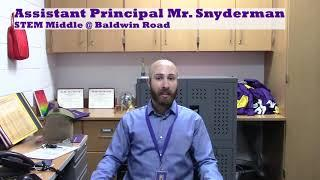 Assistant Principal Mr. Snyderman
STEM Middle @ Baldwin Road